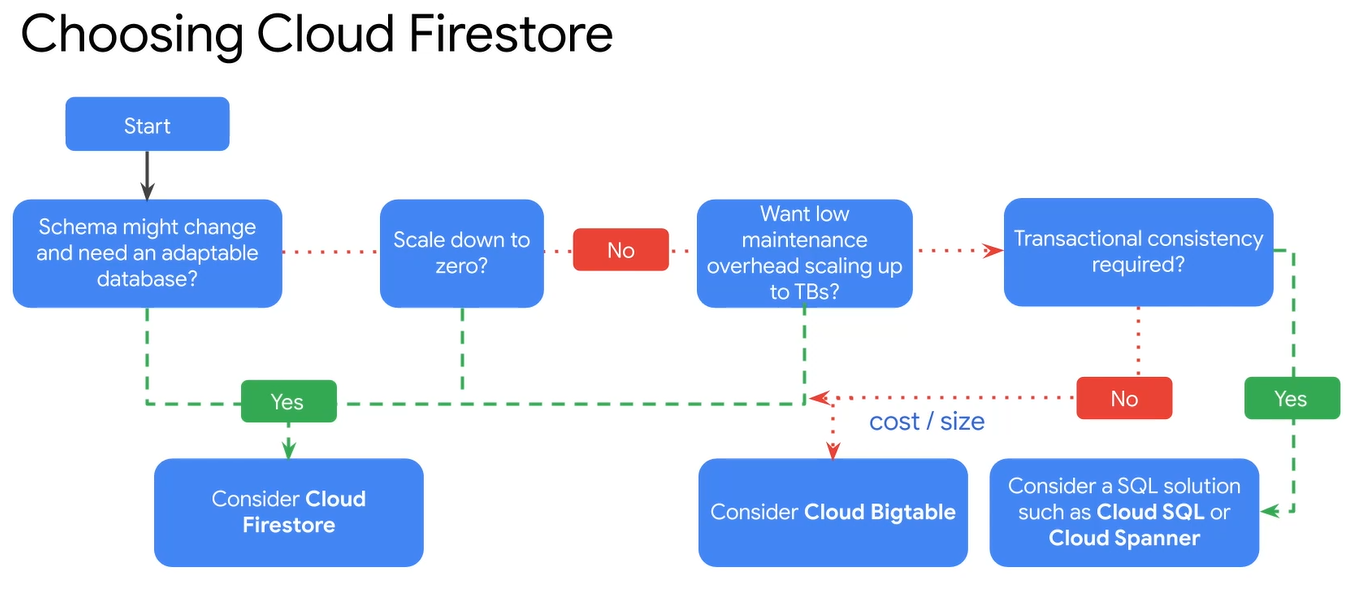 Choosing Cloud Firestore
Start
Schema might change
and need an adaptable
database?
Scale down to
zero?
No
Want low
maintenance
overhead scaling up
to TBs?
Transactional consistency
required?
Yes
cost / size
No
Yes
Consider Cloud
Firestore
Consider Cloud Bigtable
Consider a SQL solution
such as Cloud SQL or
Cloud Spanner